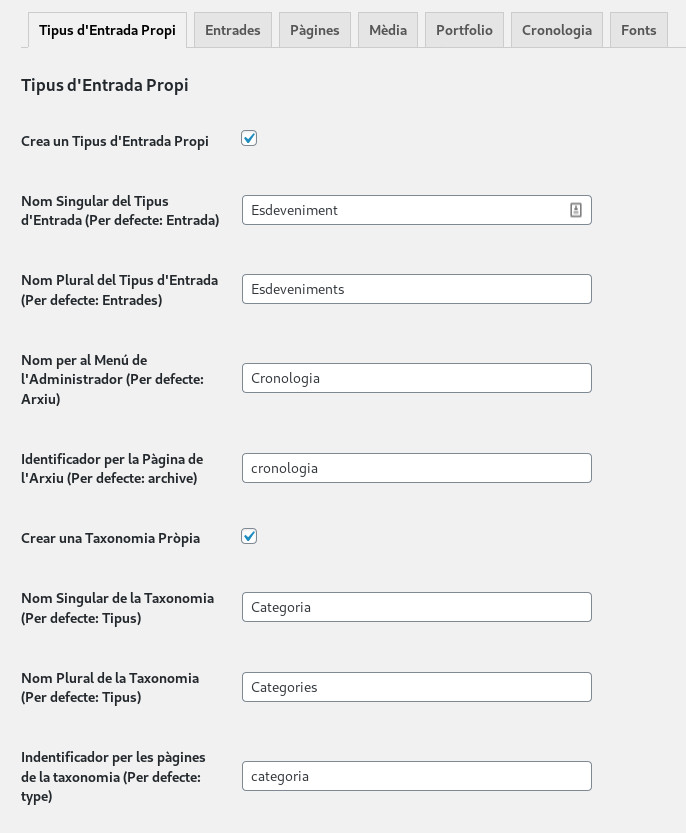 Tipus d'Entrada Propi Entrades Pàgines Mèdia Portfolio Cronologia Fonts
Tipus d'Entrada Propi
Crea un Tipus d'Entrada Propi
Nom Singular del Tipus
d'Entrada (Per defecte: Entrada)
Esdeveniment
Nom Plural del Tipus d'Entrada
(Per defecte: Entrades)
Esdeveniments
Nom per al Menú de
l'Administrador (Per defecte:
Arxiu)
Cronologia
Identificador per la Pàgina de
l'Arxiu (Per defecte: archive)
cronologia
Crear una Taxonomia Pròpia
Nom Singular de la Taxonomia
(Per defecte: Tipus)
Categoria
Nom Plural de la Taxonomia
(Per defecte: Tipus)
Categories
Indentificador per les pàgines
de la taxonomia (Per defecte:
type)
categoria